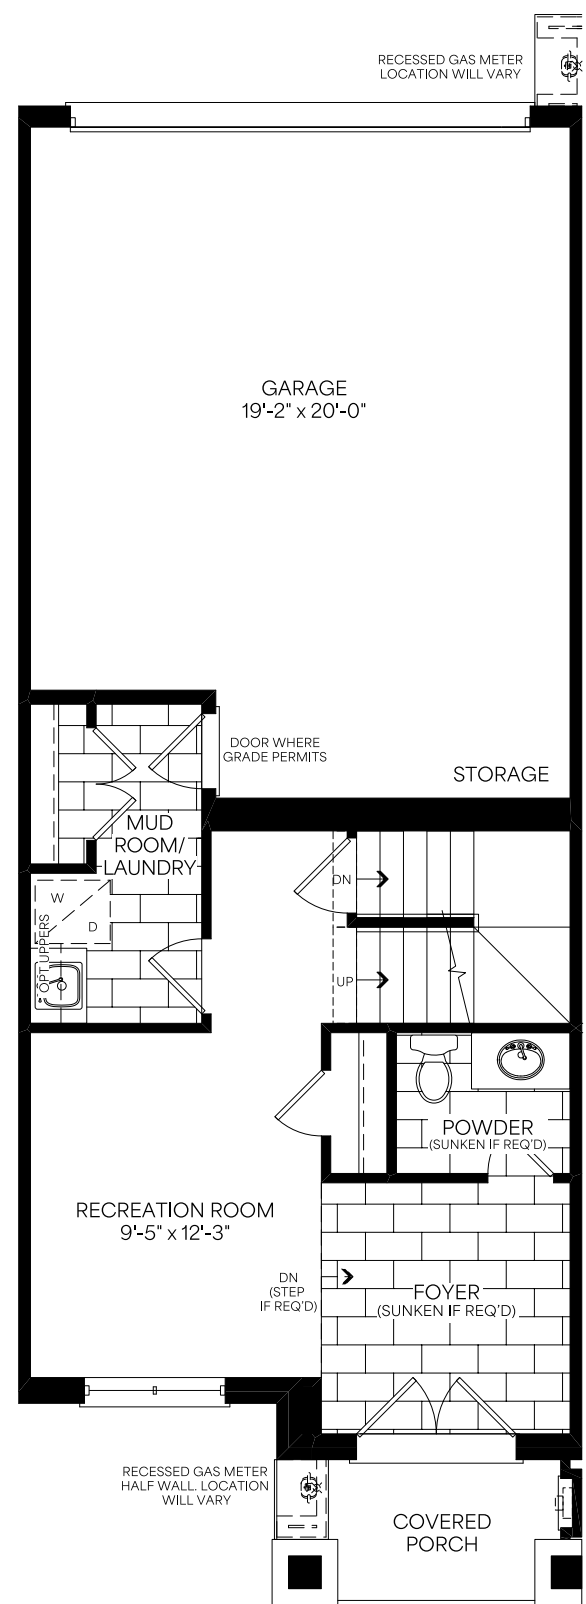 RECESSED GAS METER
LOCATION WILL VARY
GARAGE
19'-2" x 20'-0"
DOOR WHERE
GRADE PERMITS
STORAGE
MUD
ROOM/
LAUNDRY
DN
W
D
OPT UPPERS
UP
POWDER
(SUNKEN IF REQ'D)
RECREATION ROOM
9'-5" x 12'-3"
DN
(STEP
IF REQ'D)
FOYER
(SUNKEN IF REQ'D)
RECESSED GAS METER
HALF WALL. LOCATION
WILL VARY
COVERED
PORCH